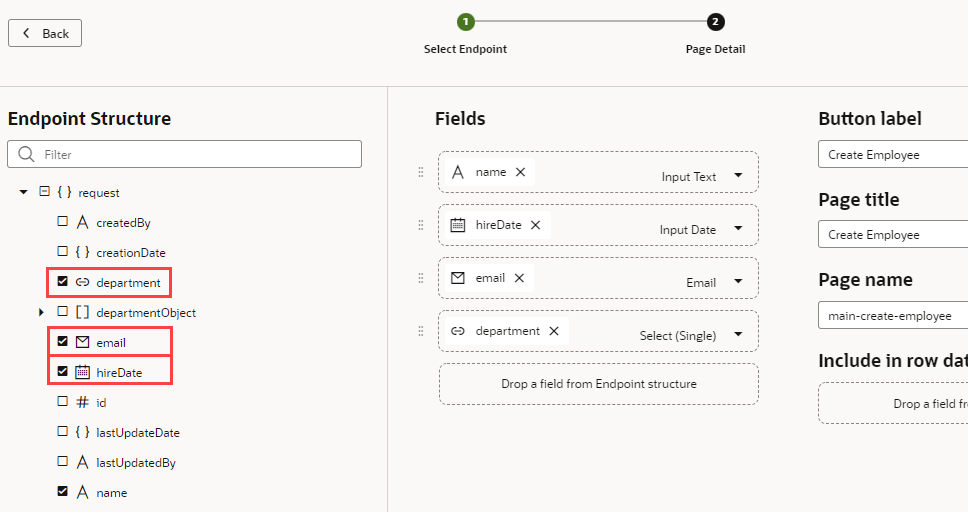 Back
1
2
Select Endpoint
Page Detail
Endpoint Structure
Filter
request
createdBy
creationDate
department
departmentObject
email
hireDate
id
lastUpdateDate
lastUpdatedBy
name
Fields
name Input Text
hireDate Input Date
email Email
department Select (Single)
Drop a field from Endpoint structure
Button label
Create Employee
Page title
Create Employee
Page name
main-create-employee
Include in row dat
Drop a field fro